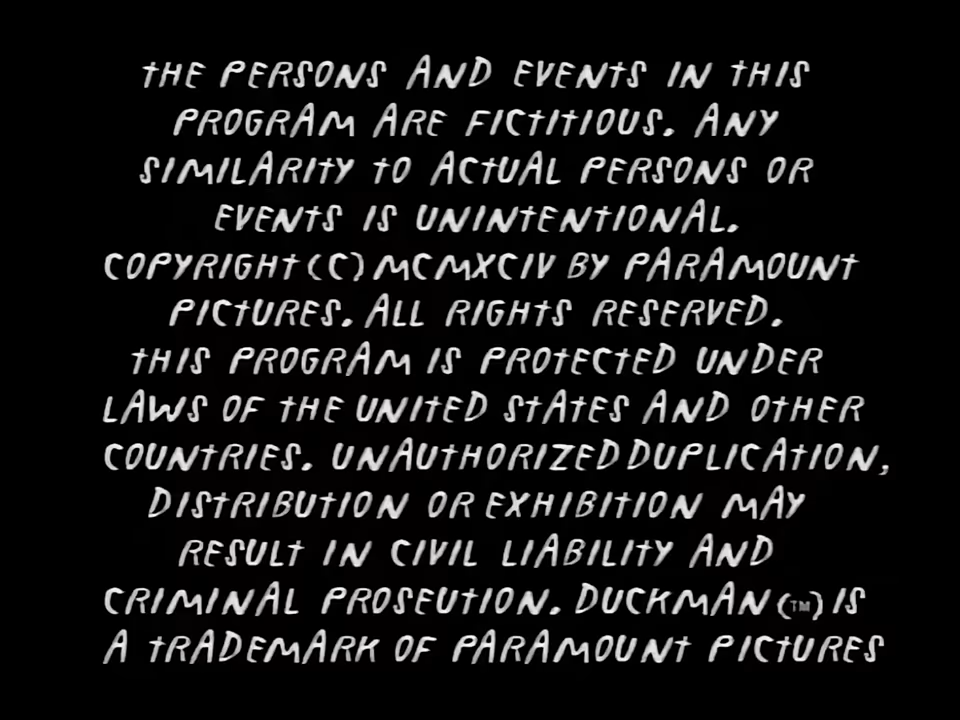 THE PERSONS AND EVENTS IN THIS
PROGRAM ARE FICTITIOUS. ANY
SIMILARITY TO ACTUAL PERSONS OR
EVENTS IS UNINTENTIONAL.
COPYRIGHT (C) MCMXCIV BY PARAMOUNT
PICTURES. ALL RIGHTS RESERVED.
THIS PROGRAM IS PROTECTED UNDER
LAWS OF THE UNITED STATES AND OTHER
COUNTRIES. UNAUTHORIZED DUPLICATION,
DISTRIBUTION OR EXHIBITION MAY
RESULT IN CIVIL LIABILITY AND
CRIMINAL PROSEUTION. DUCKMAN (TM) IS
A TRADEMARK OF PARAMOUNT PICTURES